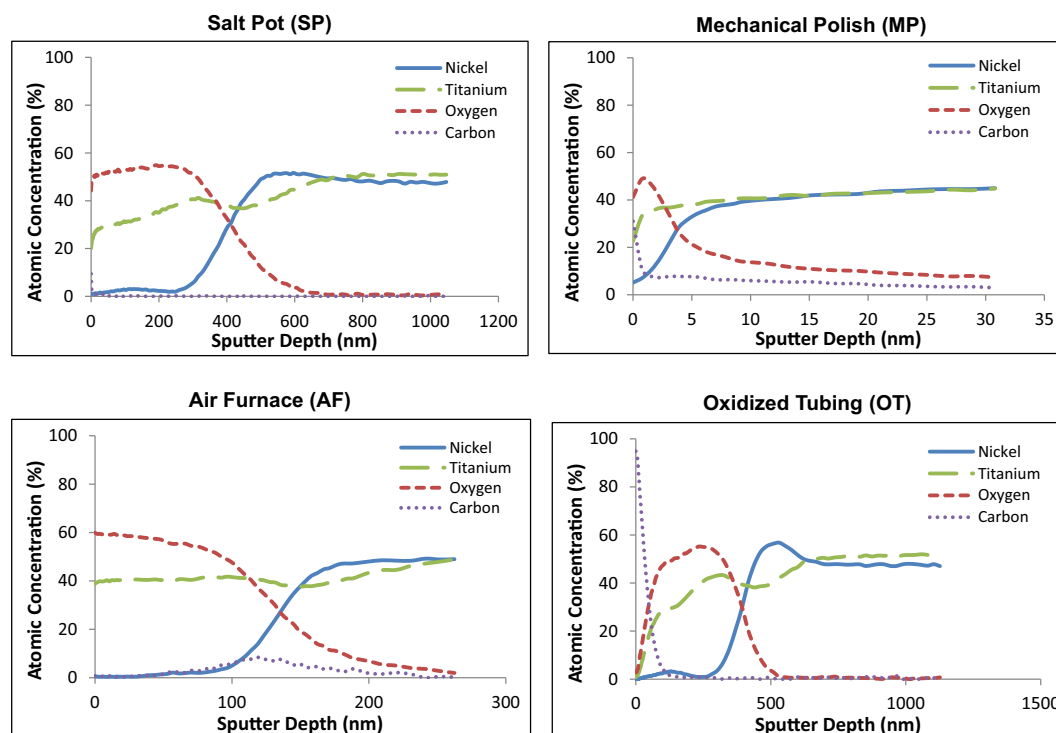 Salt Pot (SP)
Atomic Concentration (%)
100
80
60
40
20
0
0 200 400 600 800 1000 1200
Sputter Depth (nm)
Nickel
Titanium
Oxygen
Carbon
Mechanical Polish (MP)
Atomic Concentration (%)
100
80
60
40
20
0
0 5 10 15 20 25 30 35
Sputter Depth (nm)
Nickel
Titanium
Oxygen
Carbon
Air Furnace (AF)
Atomic Concentration (%)
100
80
60
40
20
0
0 100 200 300
Sputter Depth (nm)
Nickel
Titanium
Oxygen
Carbon
Oxidized Tubing (OT)
Atomic Concentration (%)
100
80
60
40
20
0
0 500 1000 1500
Sputter Depth (nm)
Nickel
Titanium
Oxygen
Carbon